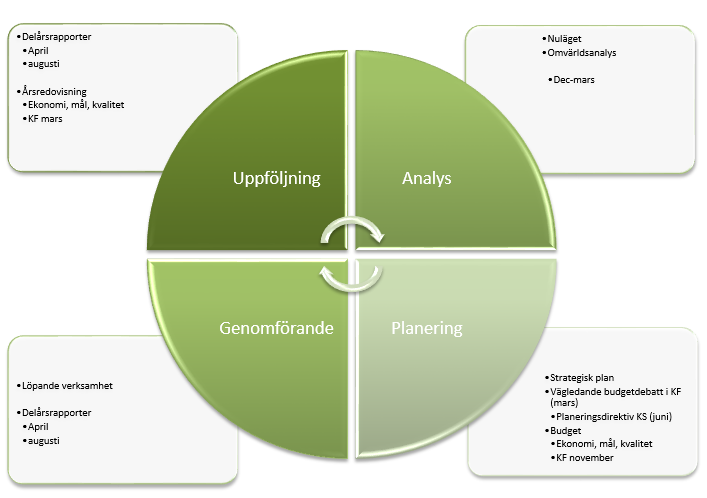 •Delårsrapporter
•April
•augusti
•Årsredovisning
•Ekonomi, mål, kvalitet
•KF mars
•Nuläget
•Omvärldsanalys
•Dec-mars
Uppföljning
Analys
Genomförande
Planering
•Löpande verksamhet
•Delårsrapporter
•April
•augusti
•Strategisk plan
•Vägledande budgetdebatt i KF
(mars)
•Planeringsdirektiv KS (juni)
•Budget
•Ekonomi, mål, kvalitet
•KF november